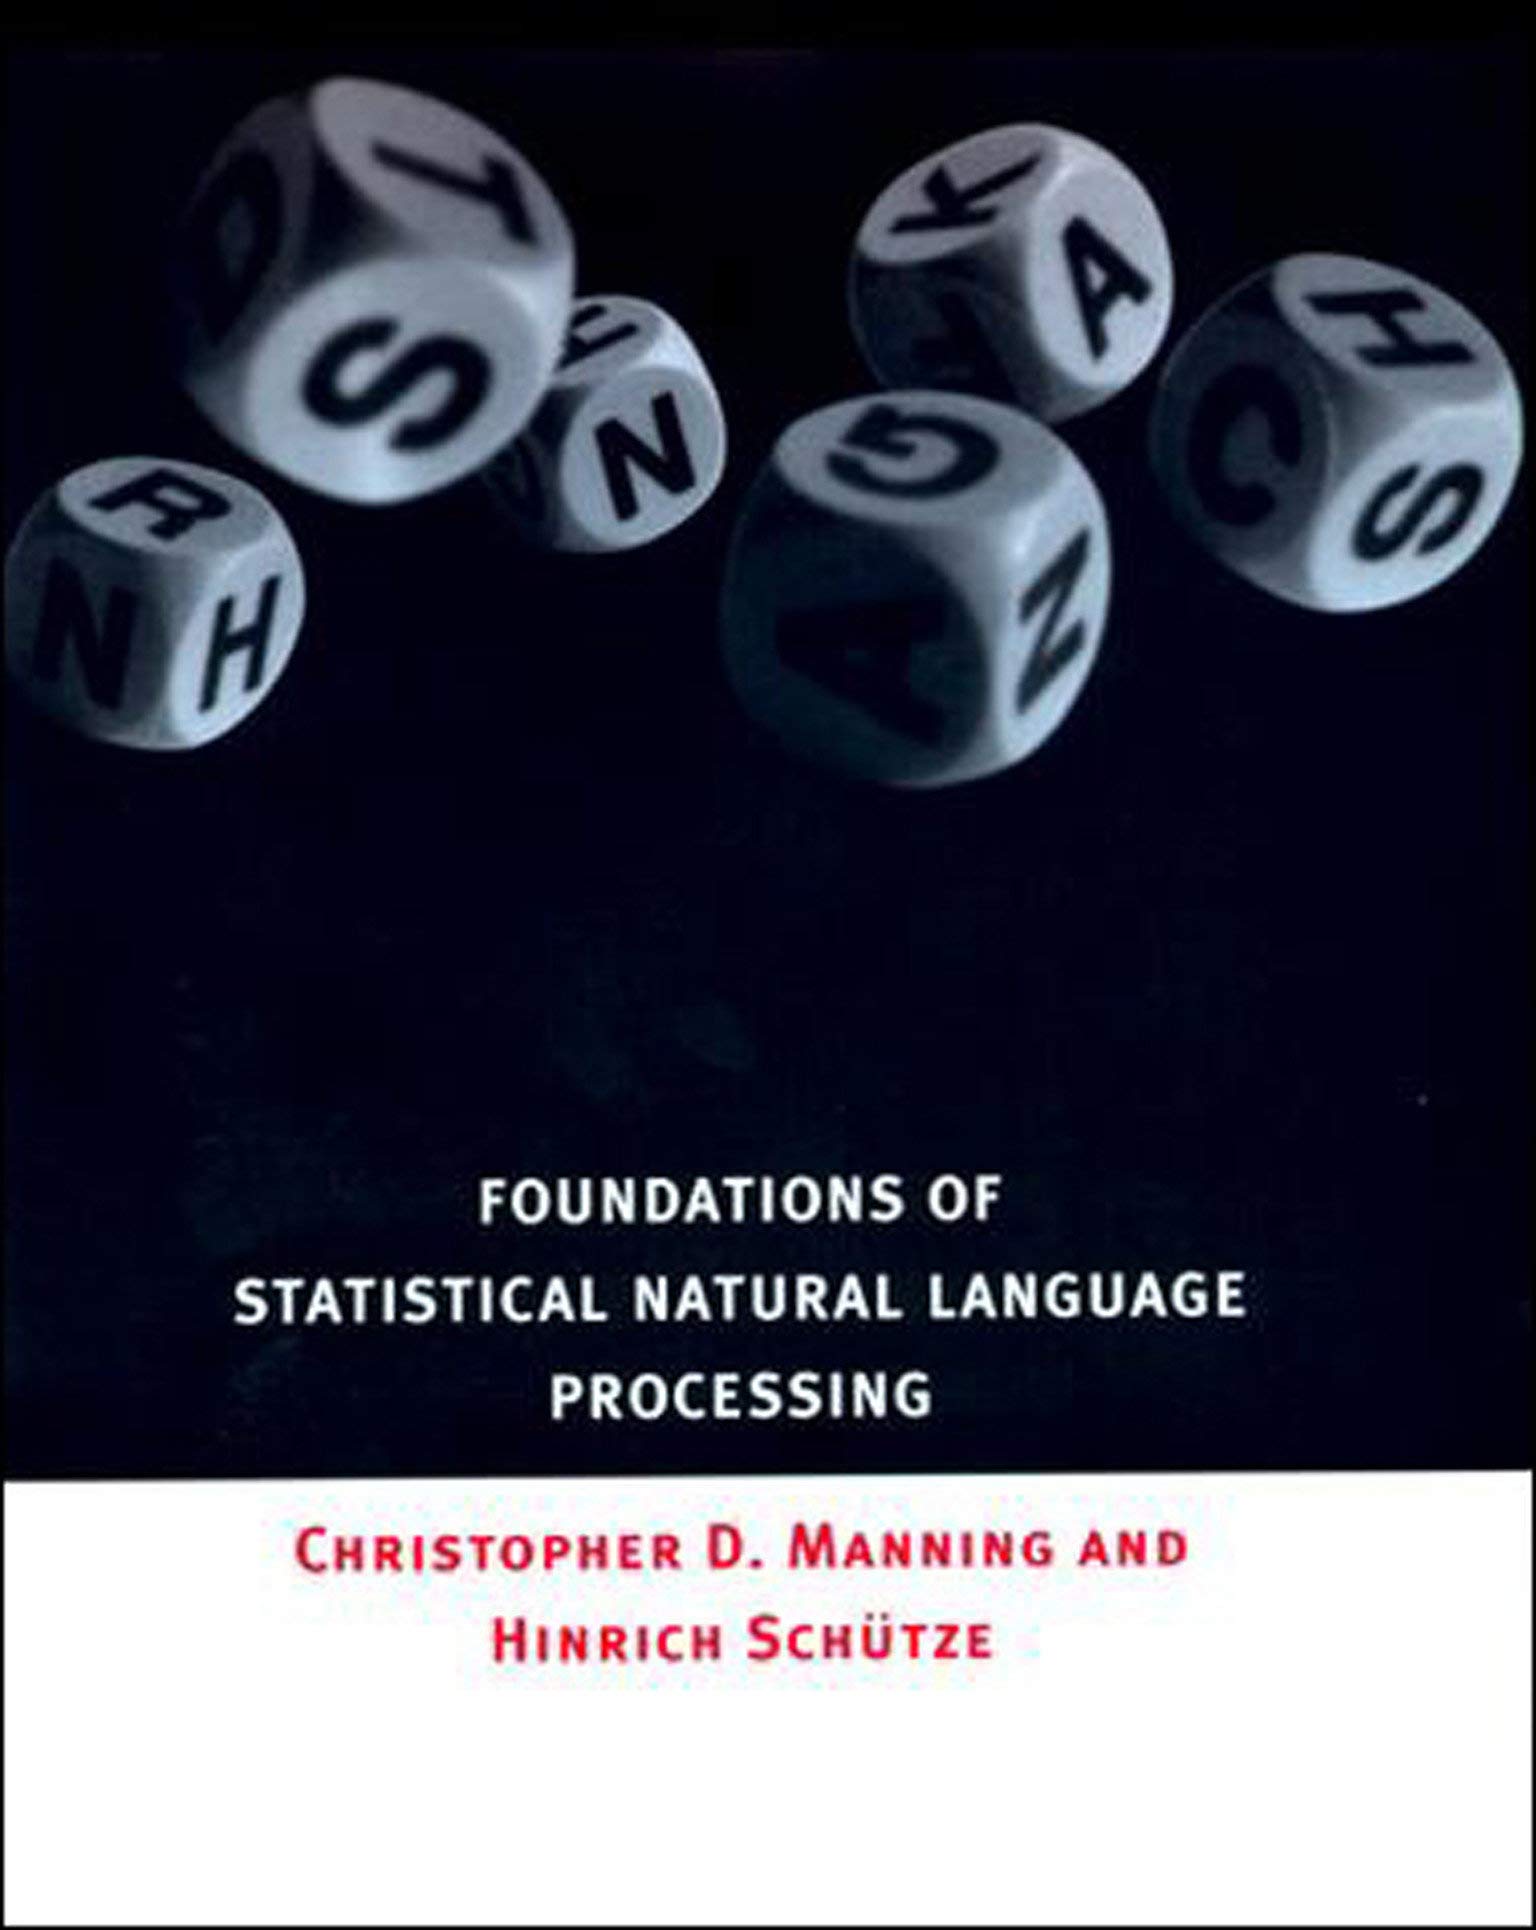 Y
S
K
A
H
C
S
E
N
G
A
N
R
N
H
FOUNDATIONS OF
STATISTICAL NATURAL LANGUAGE
PROCESSING
CHRISTOPHER D. MANNING AND
HINRICH SCHÜTZE